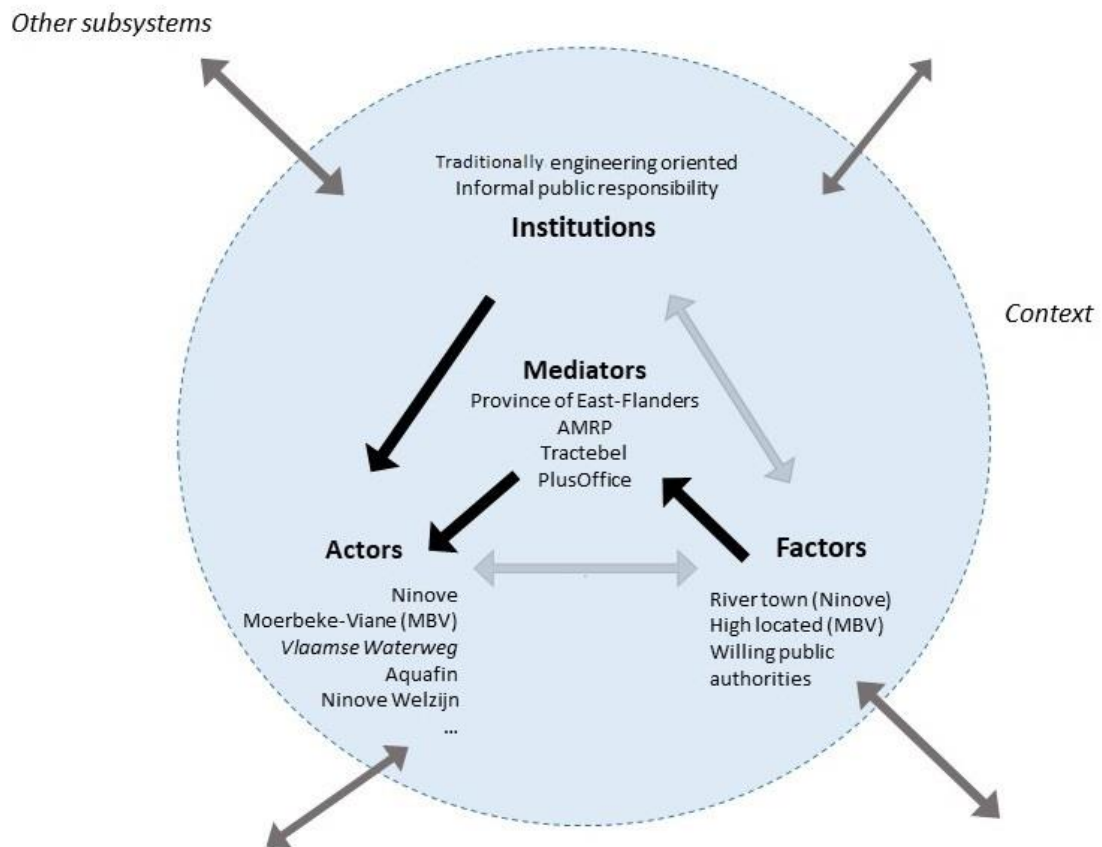 Other subsystems
Traditionally engineering oriented
Informal public responsibility
Institutions
Context
Mediators
Province of East-Flanders
AMRP
Tractebel
PlusOffice
Actors
Ninove
Moerbeke-Viane (MBV)
Vlaamse Waterweg
Aquafin
Ninove Welzijn
...
Factors
River town (Ninove)
High located (MBV)
Willing public
authorities